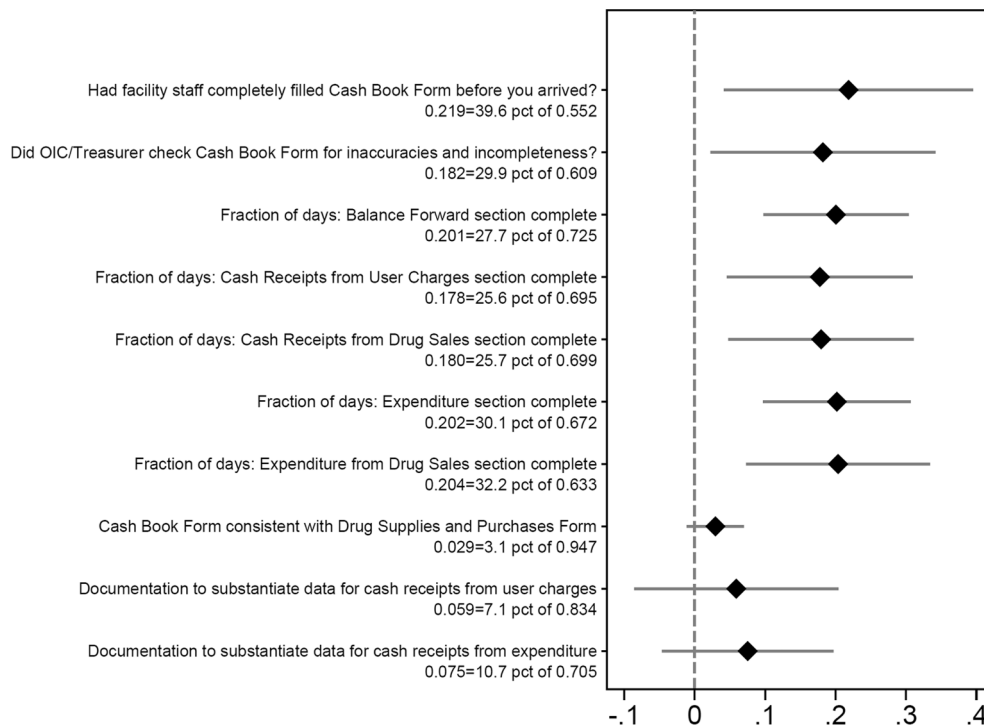 Had facility staff completely filled Cash Book Form before you arrived?
0.219=39.6 pct of 0.552
Did OIC/Treasurer check Cash Book Form for inaccuracies and incompleteness?
0.182=29.9 pct of 0.609
Fraction of days: Balance Forward section complete
0.201=27.7 pct of 0.725
Fraction of days: Cash Receipts from User Charges section complete
0.178=25.6 pct of 0.695
Fraction of days: Cash Receipts from Drug Sales section complete
0.180=25.7 pct of 0.699
Fraction of days: Expenditure section complete
0.202=30.1 pct of 0.672
Fraction of days: Expenditure from Drug Sales section complete
0.204=32.2 pct of 0.633
Cash Book Form consistent with Drug Supplies and Purchases Form
0.029=3.1 pct of 0.947
Documentation to substantiate data for cash receipts from user charges
0.059=7.1 pct of 0.834
Documentation to substantiate data for cash receipts from expenditure
0.075=10.7 pct of 0.705
-.1 0 .1 .2 .3 .4